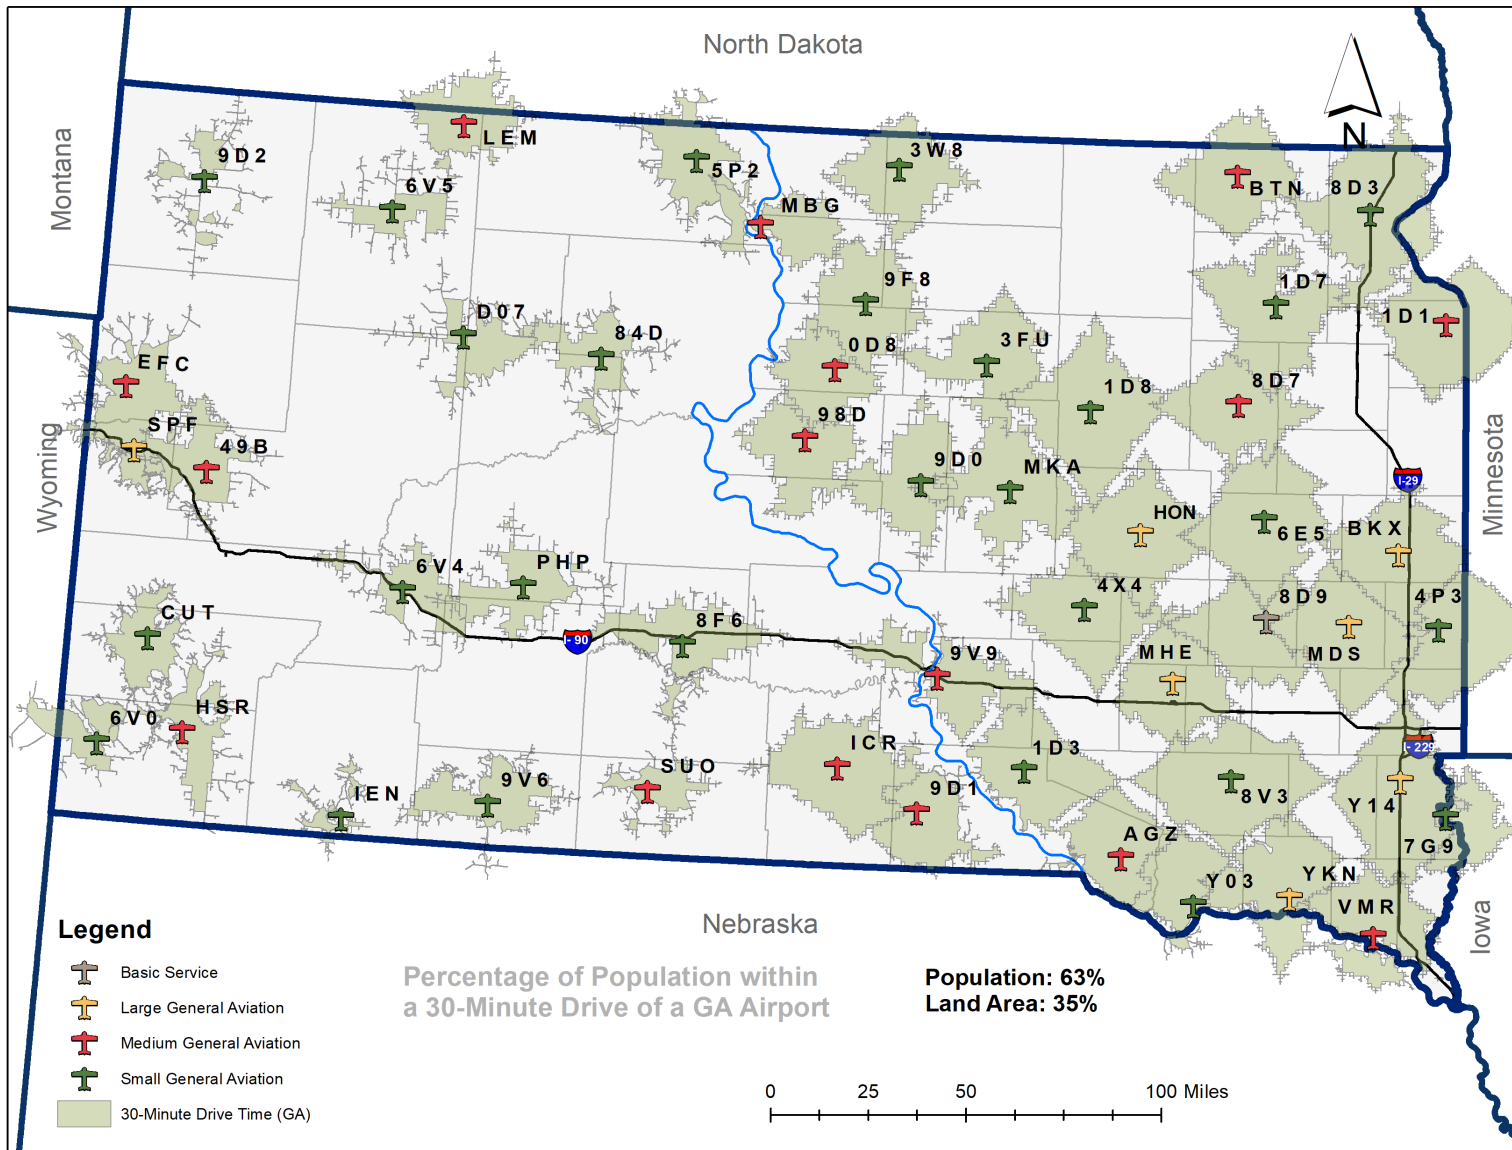 North Dakota
Montana
N
9D2
LEM
6V5
5P2
3W8
MBG
BTN
8D3
9F8
1D7
1D1
D07
84D
0D8
3FU
EFC
1D8
8D7
SPF
49B
98D
9D0
MKA
Wyoming
Minnesota
I-29
HON
6E5
BKX
6V4
PHP
4X4
8D9
4P3
CUT
8F6
- 90
9V9
MHE
MDS
6V0
HSR
ICR
1D3
- 229
IEN
9V6
SUO
9D1
8V3
Y14
AGZ
7G9
Y03
YKN
VMR
Nebraska
Iowa
Legend
Basic Service
Large General Aviation
Medium General Aviation
Small General Aviation
30-Minute Drive Time (GA)
Percentage of Population within
a 30-Minute Drive of a GA Airport
Population: 63%
Land Area: 35%
0 25 50 100 Miles